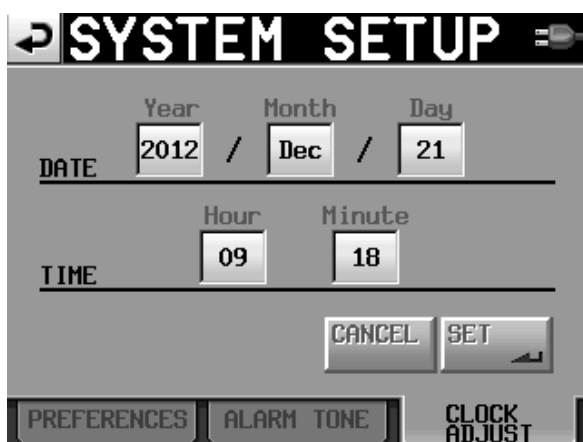 SYSTEM SETUP
Year Month Day
DATE 2012 / Dec / 21
Hour Minute
TIME 09 18
CANCEL SET
PREFERENCES ALARM TONE CLOCK
ADJUST